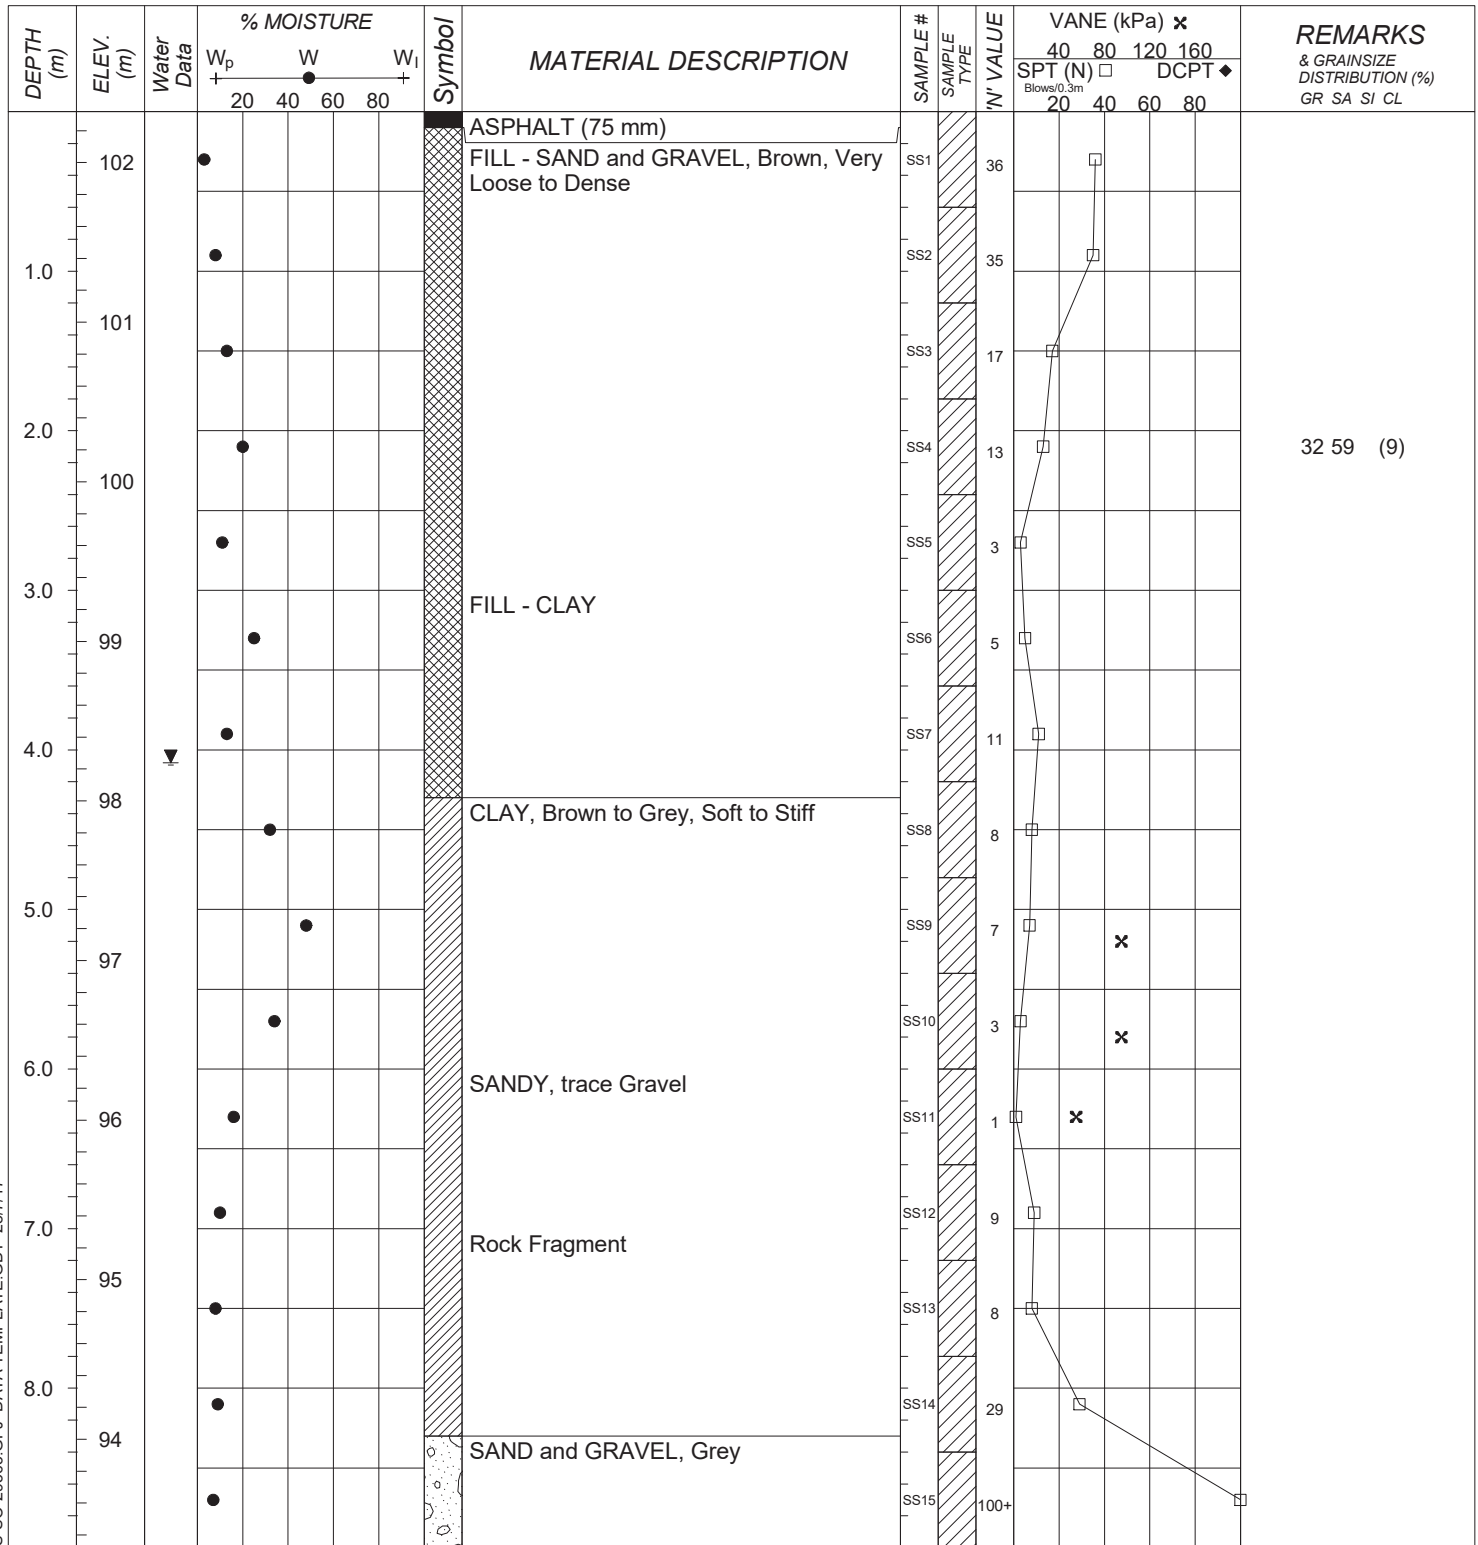 DEPTH (m)
ELEV. (m)
Water Data
% MOISTURE
Wp W Wl
20 40 60 80
Symbol
MATERIAL DESCRIPTION
SAMPLE #
SAMPLE TYPE
'N' VALUE
VANE (kPa)
40 80 120 160
SPT (N) DCPT
Blows/0.3m
20 40 60 80
REMARKS
& GRAINSIZE
DISTRIBUTION (%)
GR SA SI CL
ASPHALT (75 mm)
102
FILL - SAND and GRAVEL, Brown, Very
Loose to Dense
SS1 36
1.0
SS2 35
101
SS3 17
2.0
SS4 13
32 59 (9)
100
SS5 3
3.0
FILL - CLAY
99
SS6 5
SS7 11
4.0
98
CLAY, Brown to Grey, Soft to Stiff
SS8 8
5.0
SS9 7
97
SS10 3
6.0
SANDY, trace Gravel
96
SS11 1
SS12 9
7.0
Rock Fragment
95
SS13 8
8.0
SS14 29
94
SAND and GRAVEL, Grey
SS15 100+